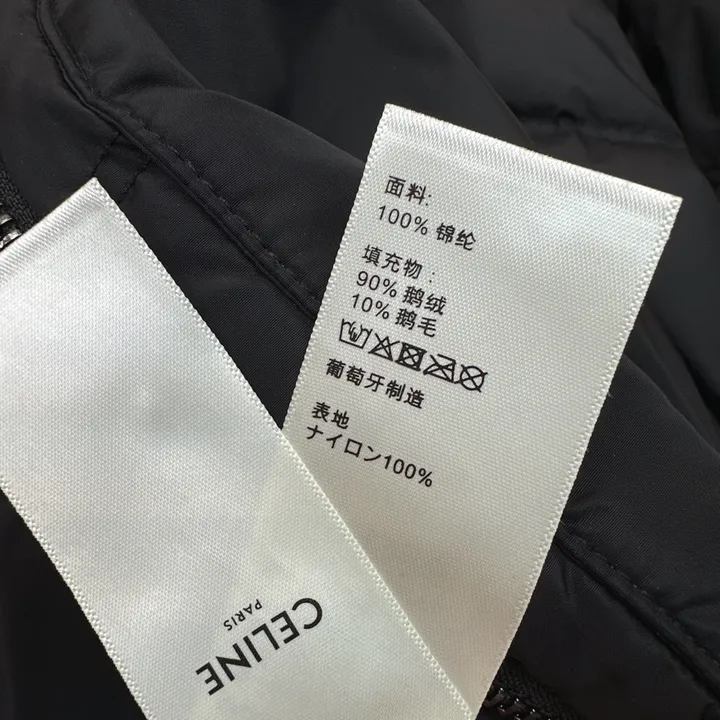 面料:
100% 锦纶
填充物:
90% 鹅绒
10% 鹅毛
葡萄牙制造
表地
ナイロン100%
CELINE
PARIS